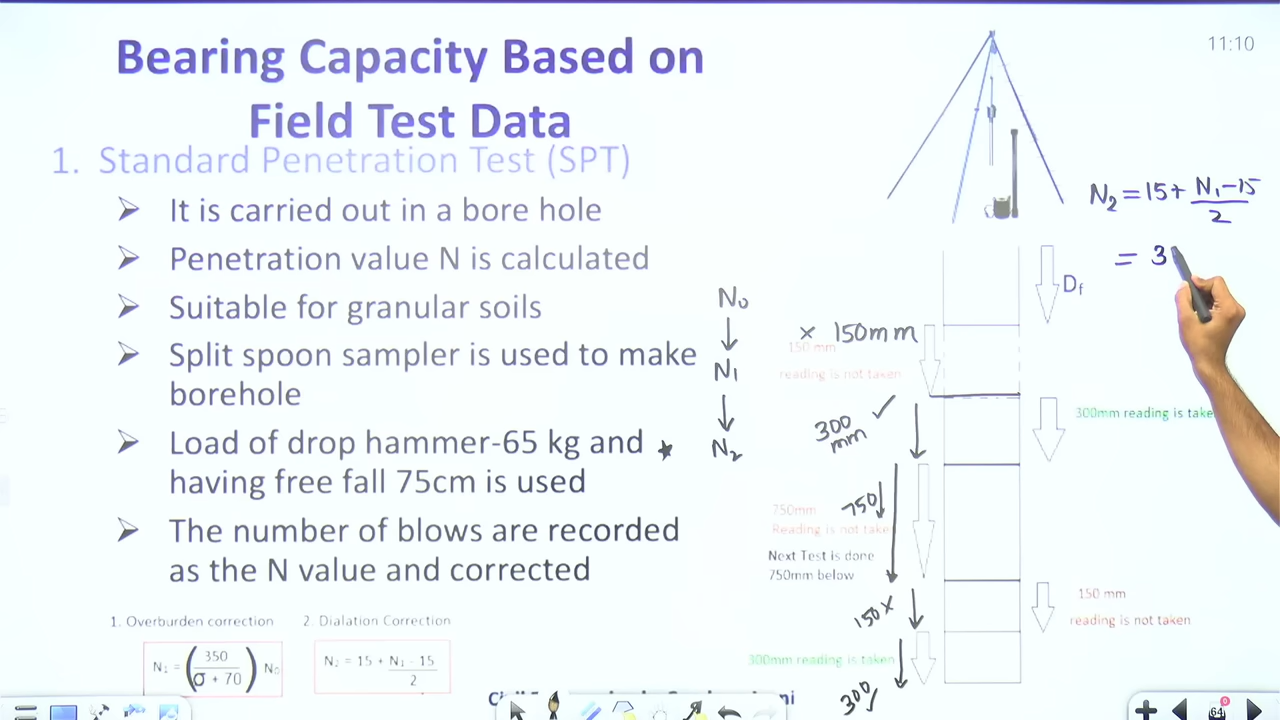 Bearing Capacity Based on
Field Test Data
11:10
1. Standard Penetration Test (SPT)
➢ It is carried out in a bore hole
➢ Penetration value N is calculated
➢ Suitable for granular soils
➢ Split spoon sampler is used to make
borehole
➢ Load of drop hammer-65 kg and
having free fall 75cm is used
➢ The number of blows are recorded
as the N value and corrected
1. Overburden correction
N₁ = (350 / (σ + 70)) N₀
2. Dialation Correction
N₂ = 15 + (N₁ - 15) / 2
★
N₀
↓
N₁
↓
N₂
N₂ = 15 + (N₁ - 15) / 2
= 3
Df
× 150mm
150 mm
reading is not taken
300
mm ✓
300mm reading is take
750
750mm
Reading is not take
Next Test is done
750mm below
150 ×
150 mm
reading is not taken
300mm reading is taken
300
64